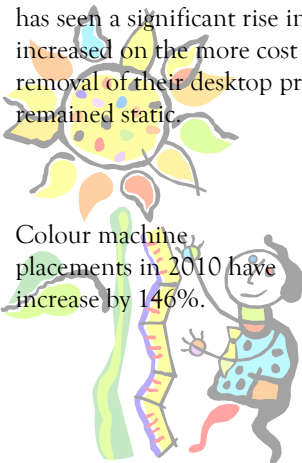 has seen a significant rise in
increased on the more cost
removal of their desktop pr
remained static.
Colour machine
placements in 2010 have
increase by 146%.